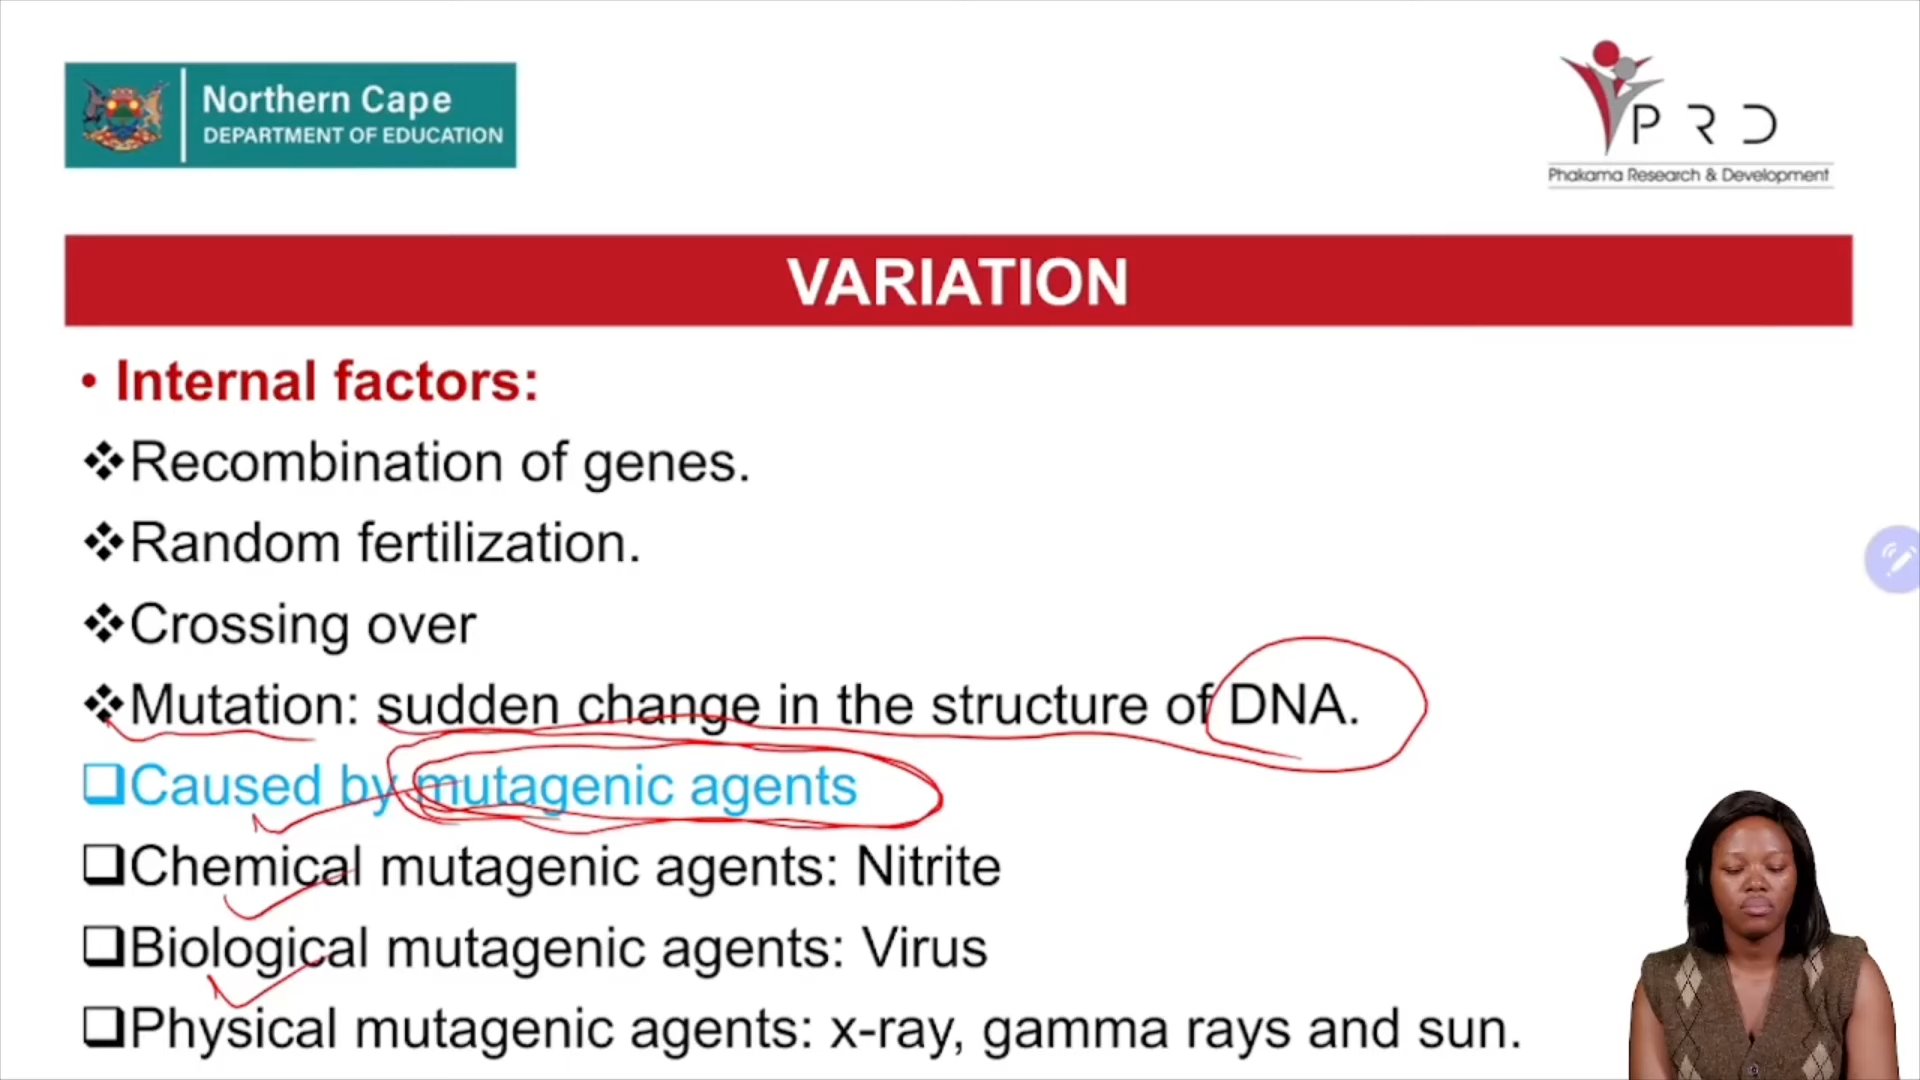 Northern Cape
DEPARTMENT OF EDUCATION
PRD
Phakama Research & Development
VARIATION
• Internal factors:
❖Recombination of genes.
❖Random fertilization.
❖Crossing over
❖Mutation: sudden change in the structure of DNA.
❑Caused by mutagenic agents
❑Chemical mutagenic agents: Nitrite
❑Biological mutagenic agents: Virus
❑Physical mutagenic agents: x-ray, gamma rays and sun.